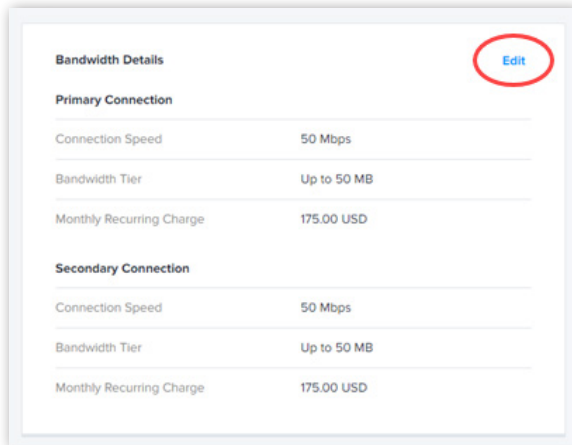 Bandwidth Details Edit
Primary Connection
Connection Speed 50 Mbps
Bandwidth Tier Up to 50 MB
Monthly Recurring Charge 175.00 USD
Secondary Connection
Connection Speed 50 Mbps
Bandwidth Tier Up to 50 MB
Monthly Recurring Charge 175.00 USD